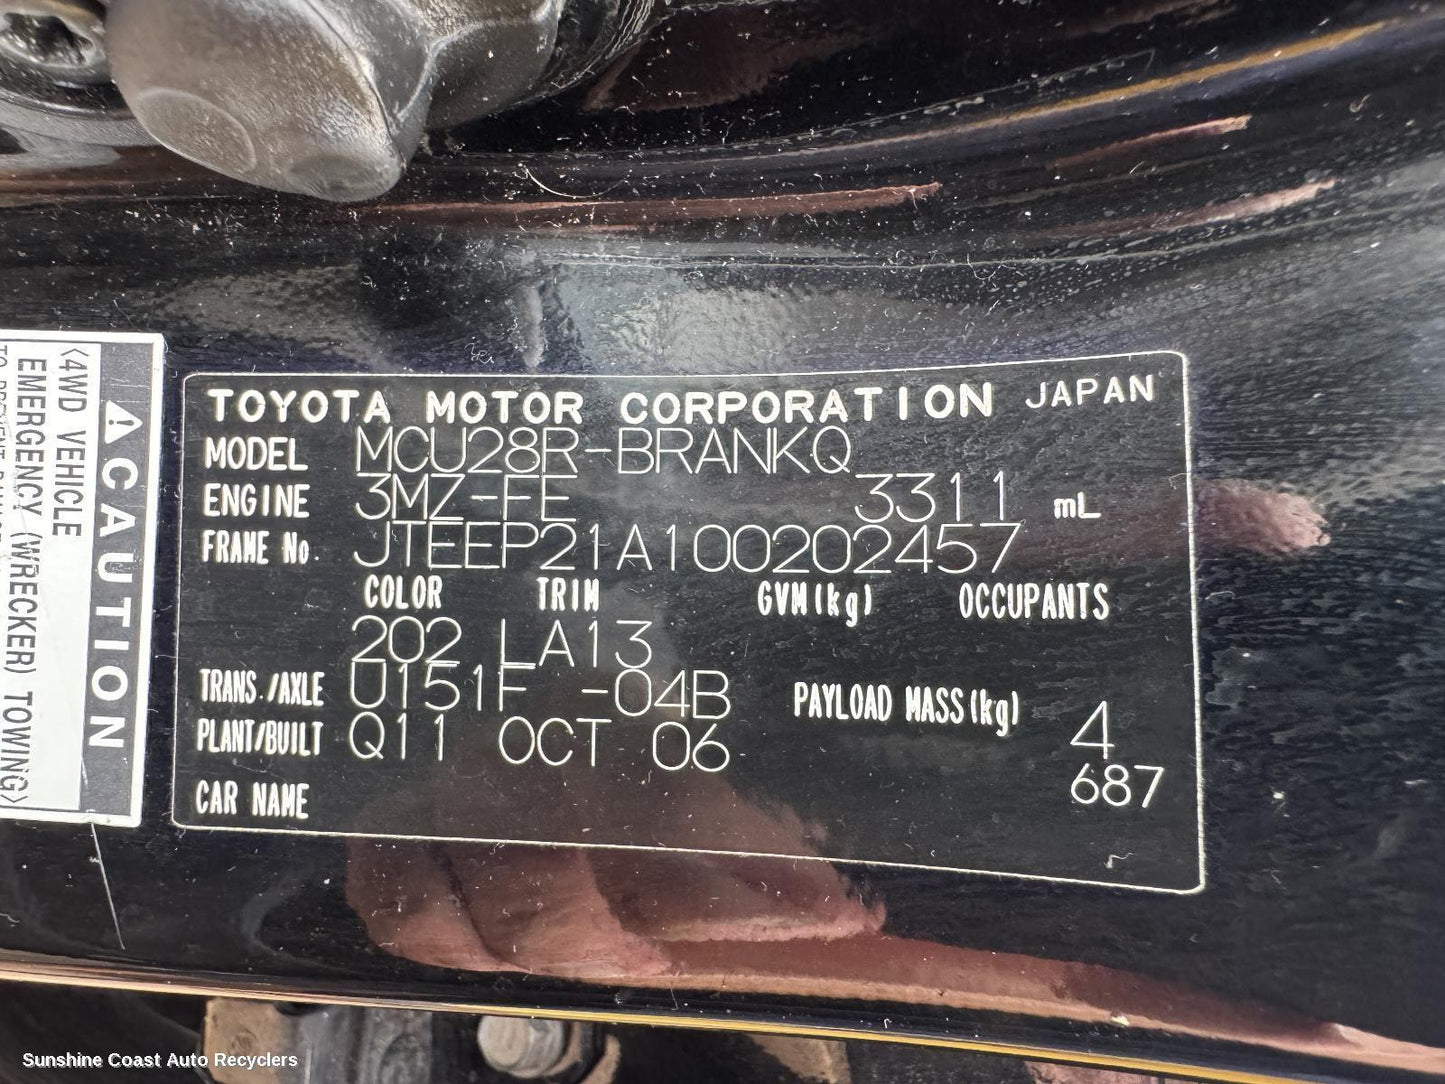 TOYOTA MOTOR CORPORATION JAPAN
MODEL MCU28R-BRANKQ
ENGINE 3MZ-FE 3311 mL
FRAME No. JTEEP21A100202457
COLOR TRIM GVM(kg) OCCUPANTS
202 LA13
TRANS./AXLE U151F -04B PAYLOAD MASS(kg) 4
PLANT/BUILT Q11 OCT 06
687
CAR NAME
CAUTION
<4WD VEHICLE
EMERGENCY (WRECKER) TOWING>
Sunshine Coast Auto Recyclers